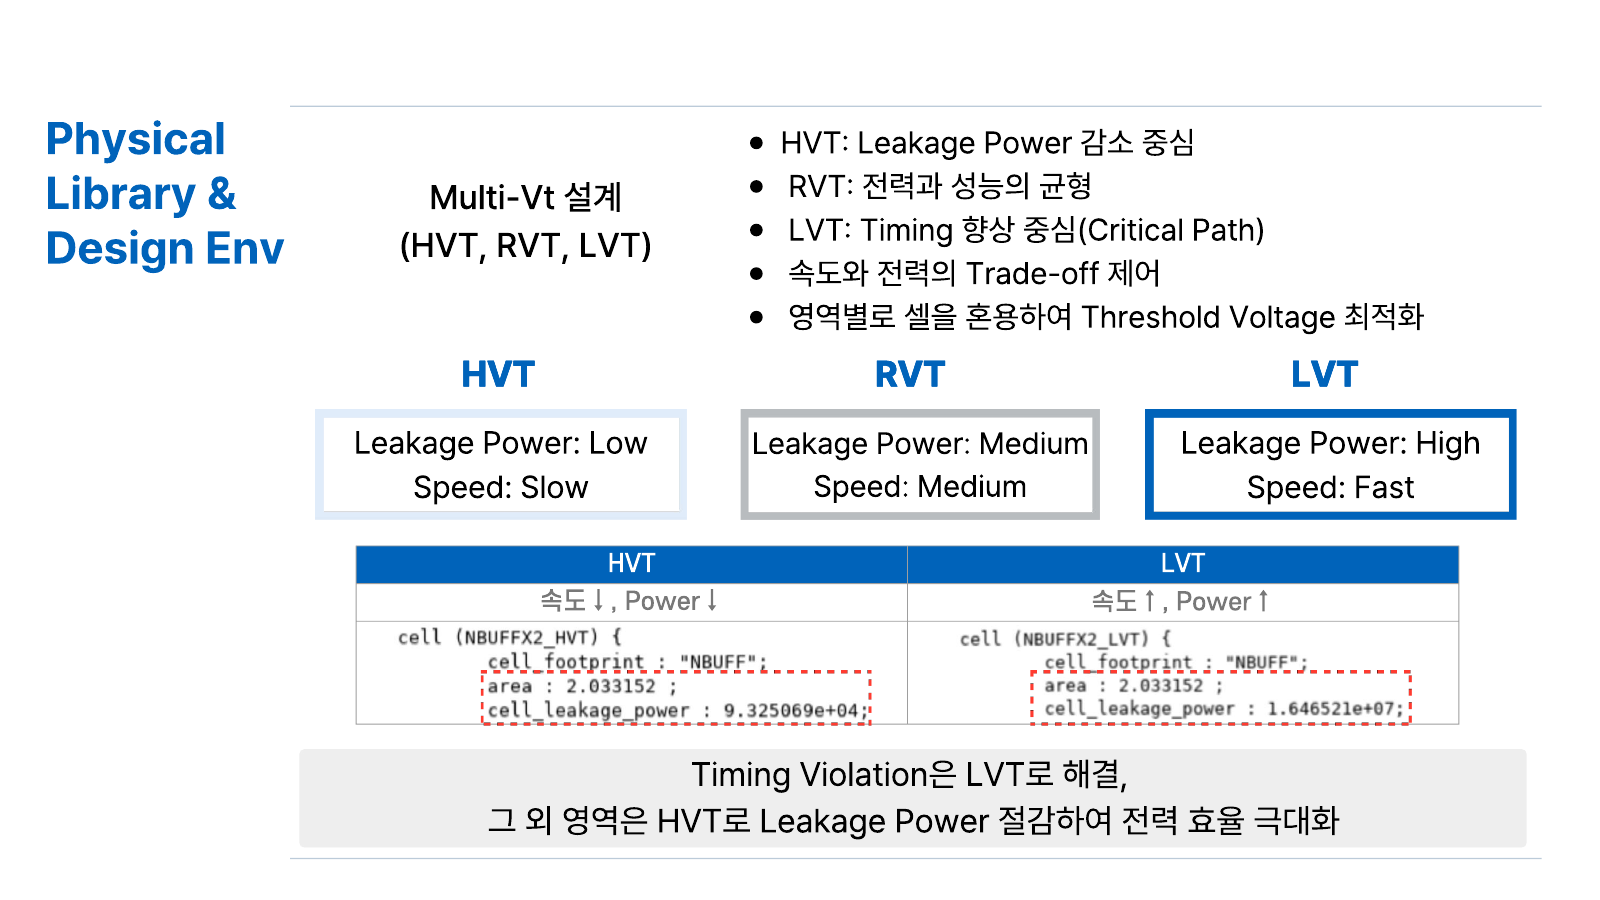 Physical
Library &
Design Env
Multi-Vt 설계
(HVT, RVT, LVT)
• HVT: Leakage Power 감소 중심
• RVT: 전력과 성능의 균형
• LVT: Timing 향상 중심(Critical Path)
• 속도와 전력의 Trade-off 제어
• 영역별로 셀을 혼용하여 Threshold Voltage 최적화
HVT
Leakage Power: Low
Speed: Slow
RVT
Leakage Power: Medium
Speed: Medium
LVT
Leakage Power: High
Speed: Fast
HVT
속도↓, Power↓
cell (NBUFFX2_HVT) {
cell_footprint : "NBUFF";
area : 2.033152 ;
cell_leakage_power : 9.325069e+04;
LVT
속도↑, Power↑
cell (NBUFFX2_LVT) {
cell_footprint : "NBUFF";
area : 2.033152 ;
cell_leakage_power : 1.646521e+07;
Timing Violation은 LVT로 해결,
그 외 영역은 HVT로 Leakage Power 절감하여 전력 효율 극대화